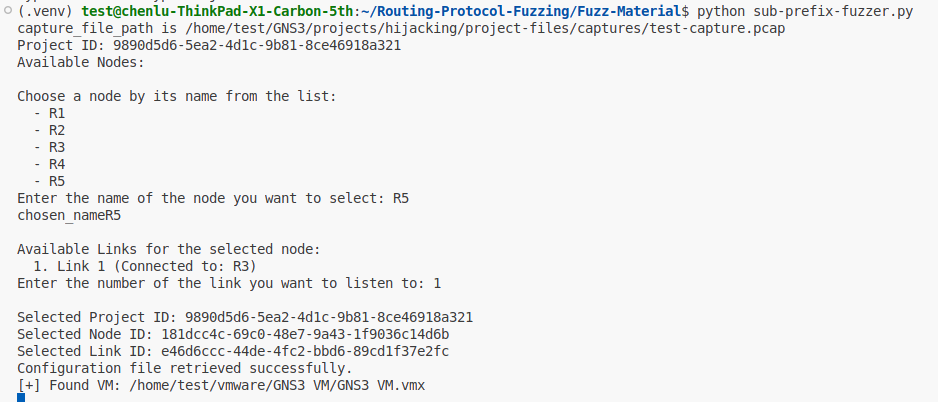 (.venv) test@chenlu-ThinkPad-X1-Carbon-5th:~/Routing-Protocol-Fuzzing/Fuzz-Material$ python sub-prefix-fuzzer.py
capture_file_path is /home/test/GNS3/projects/hijacking/project-files/captures/test-capture.pcap
Project ID: 9890d5d6-5ea2-4d1c-9b81-8ce46918a321
Available Nodes:

Choose a node by its name from the list:
  - R1
  - R2
  - R3
  - R4
  - R5
Enter the name of the node you want to select: R5
chosen_nameR5

Available Links for the selected node:
  1. Link 1 (Connected to: R3)
Enter the number of the link you want to listen to: 1

Selected Project ID: 9890d5d6-5ea2-4d1c-9b81-8ce46918a321
Selected Node ID: 181dcc4c-69c0-48e7-9a43-1f9036c14d6b
Selected Link ID: e46d6ccc-44de-4fc2-bbd6-89cd1f37e2fc
Configuration file retrieved successfully.
[+] Found VM: /home/test/vmware/GNS3 VM/GNS3 VM.vmx